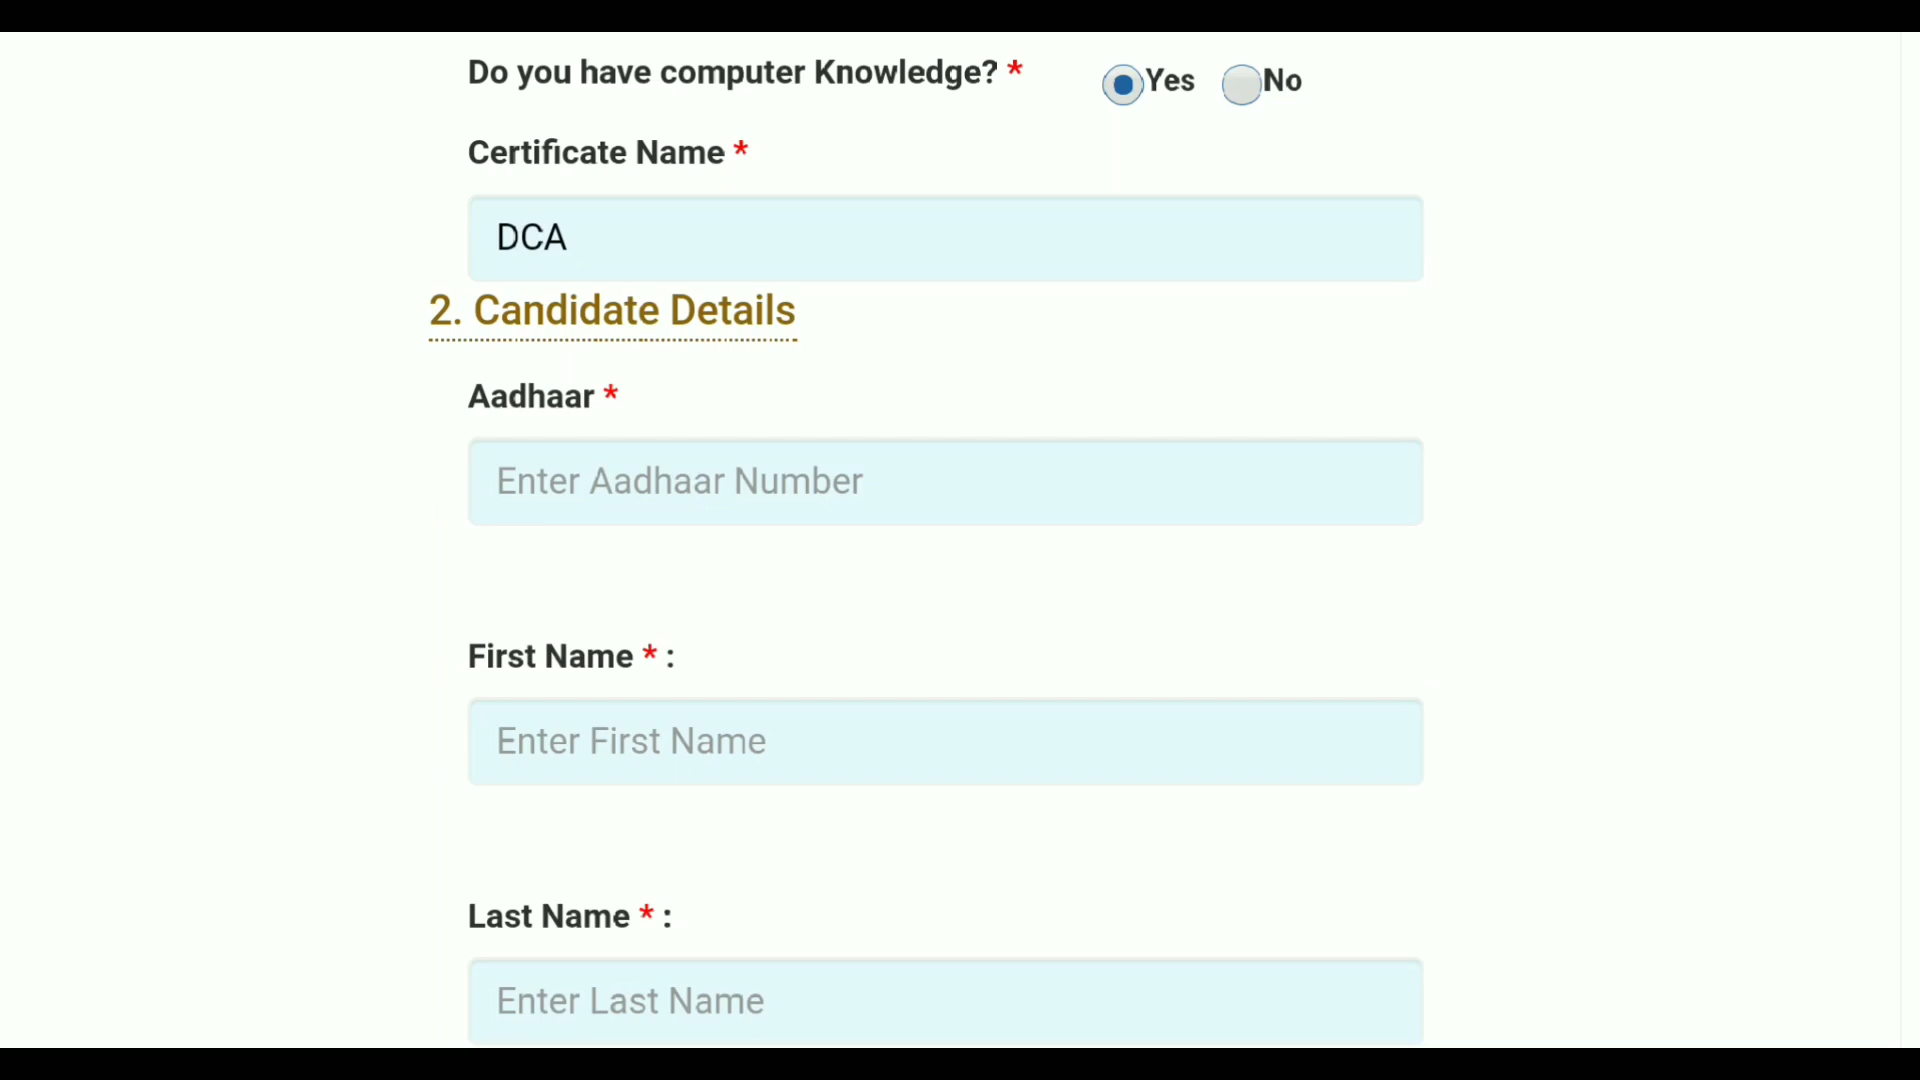 Do you have computer Knowledge? * Yes No
Certificate Name *
DCA
2. Candidate Details
Aadhaar *
Enter Aadhaar Number
First Name * :
Enter First Name
Last Name * :
Enter Last Name